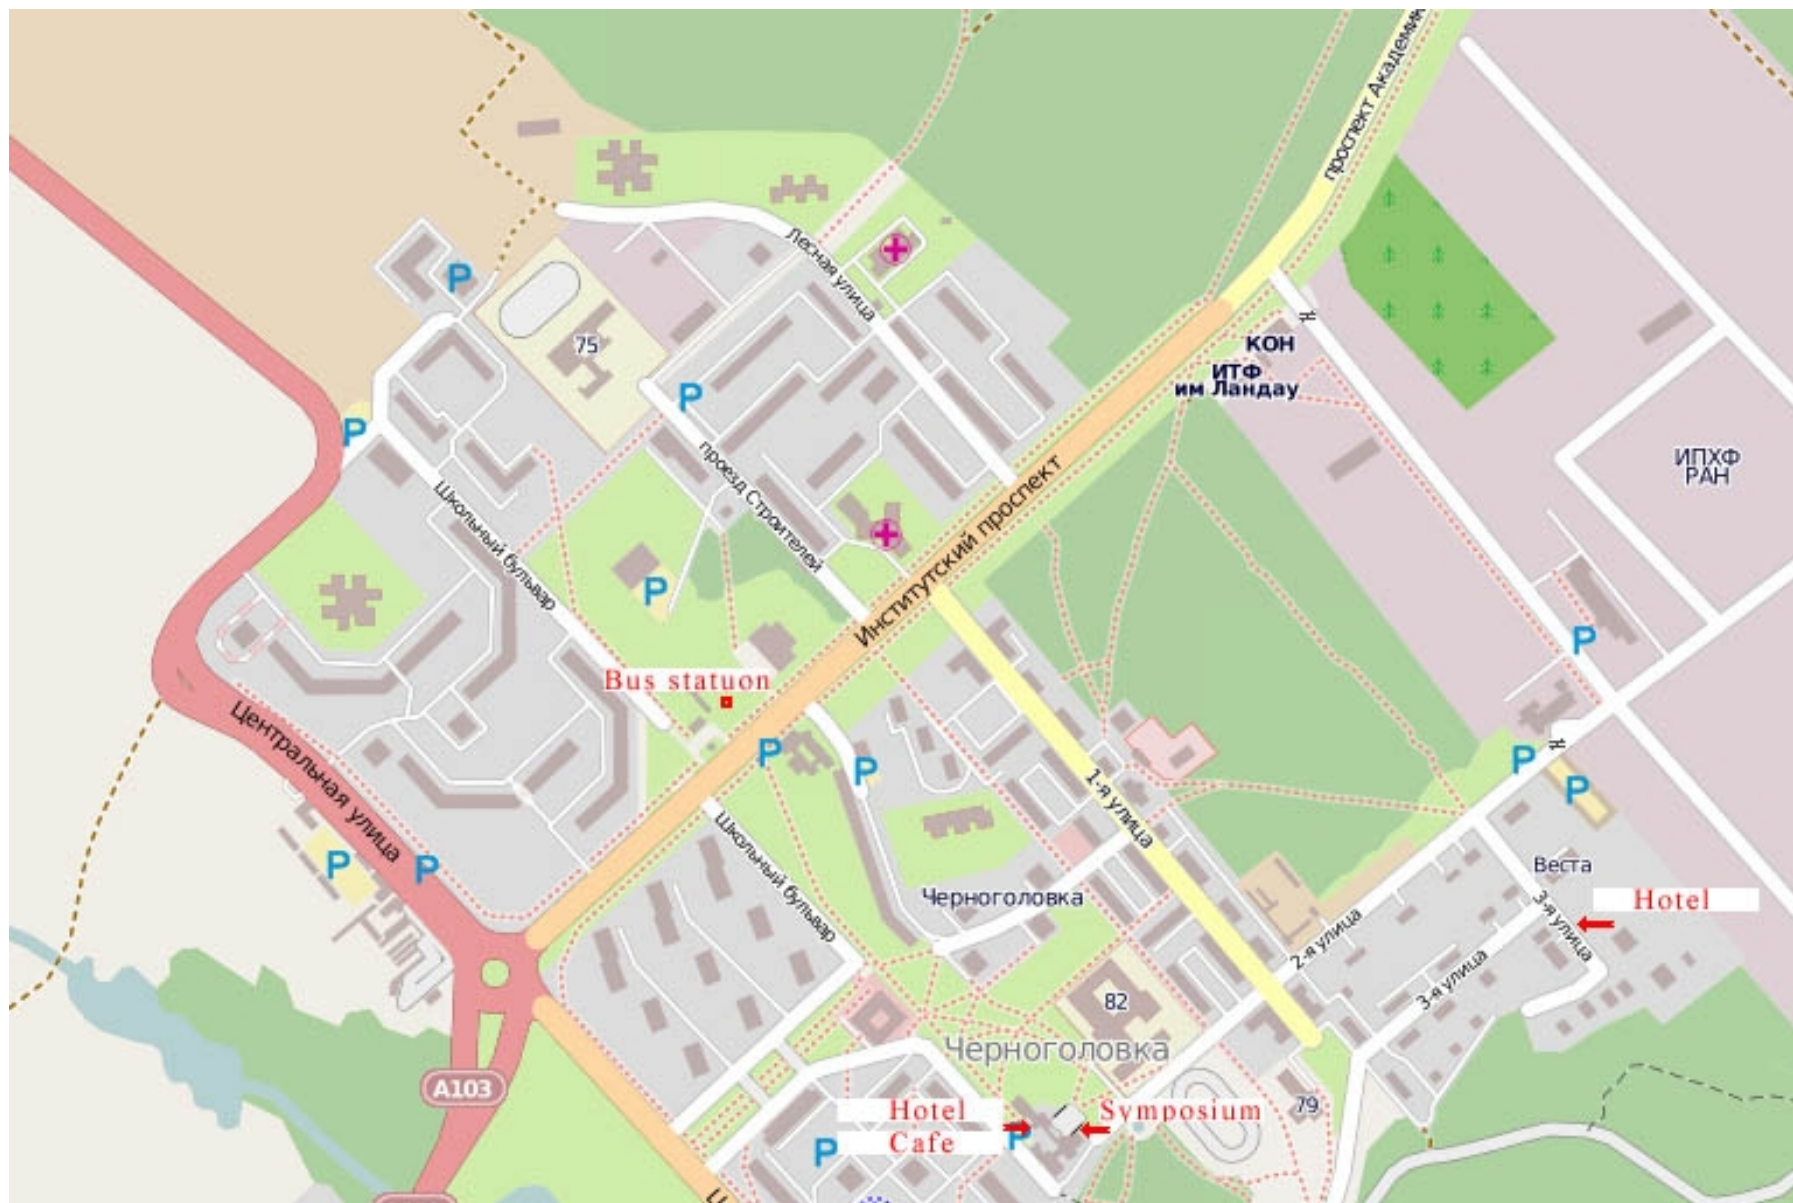 проспект Академик
Лесная улица
P
75
КОН
ИТФ
им Ландау
P
P
ИПХФ
РАН
проезд Строителей
Школьный бульвар
Институтский проспект
P
P
Bus statuon
Центральная улица
P
P
P
P
1-я улица
P
P
P
Школьный бульвар
Веста
Черноголовка
Hotel
3-я улица
2-я улица
3-я улица
82
Черноголовка
A103
79
Hotel
Cafe
Symposium
P
P
Ц